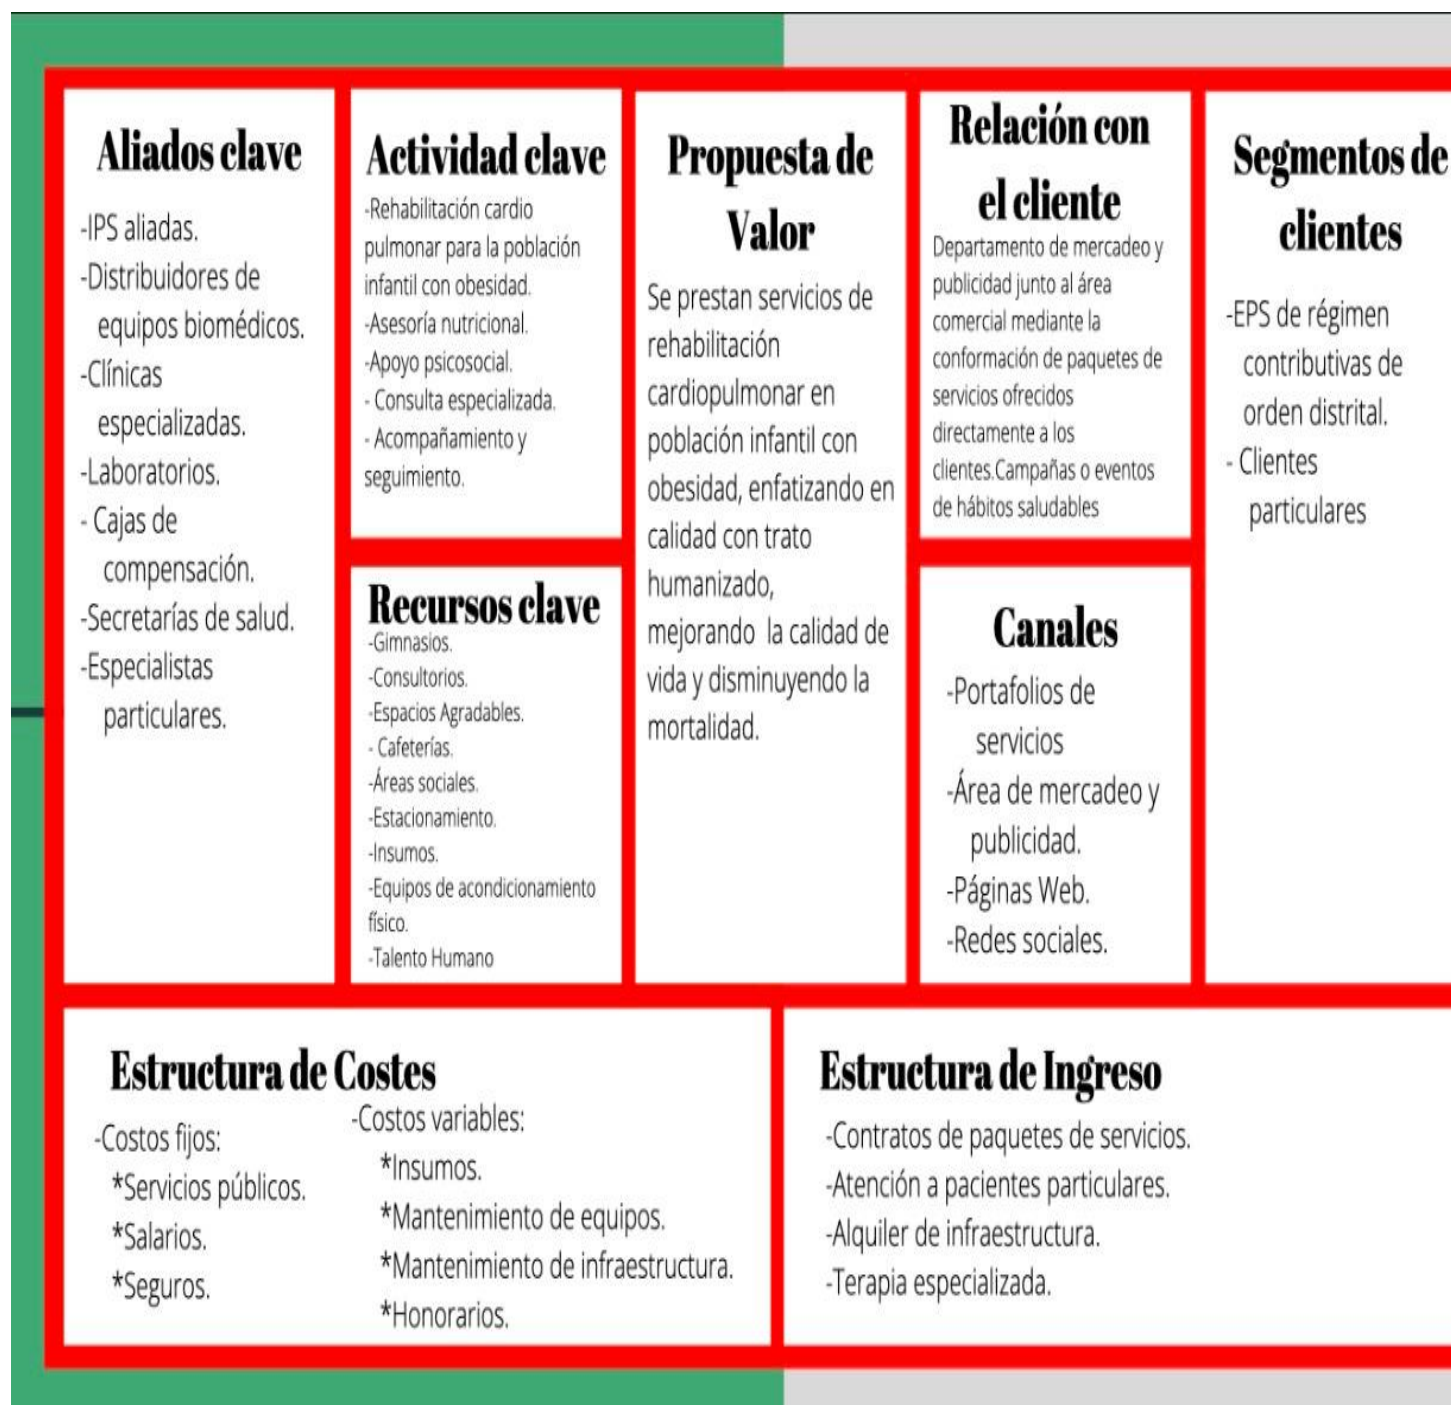 Aliados clave
-IPS aliadas.
-Distribuidores de
equipos biomédicos.
-Clínicas
especializadas.
-Laboratorios.
- Cajas de
compensación.
-Secretarías de salud.
-Especialistas
particulares.
Actividad clave
-Rehabilitación cardio
pulmonar para la población
infantil con obesidad.
-Asesoría nutricional.
-Apoyo psicosocial.
- Consulta especializada.
- Acompañamiento y
seguimiento.
Recursos clave
-Gimnasios.
-Consultorios.
-Espacios Agradables.
- Cafeterías.
-Áreas sociales.
-Estacionamiento.
-Insumos.
-Equipos de acondicionamiento
físico.
-Talento Humano
Propuesta de
Valor
Se prestan servicios de
rehabilitación
cardiopulmonar en
población infantil con
obesidad, enfatizando en
calidad con trato
humanizado,
mejorando  la calidad de
vida y disminuyendo la
mortalidad.
Relación con
el cliente
Departamento de mercadeo y
publicidad junto al área
comercial mediante la
conformación de paquetes de
servicios ofrecidos
directamente a los
clientes.Campañas o eventos
de hábitos saludables
Canales
-Portafolios de
servicios
-Área de mercadeo y
publicidad.
-Páginas Web.
-Redes sociales.
Segmentos de
clientes
-EPS de régimen
contributivas de
orden distrital.
- Clientes
particulares
Estructura de Costes
-Costos fijos:
*Servicios públicos.
*Salarios.
*Seguros.
-Costos variables:
*Insumos.
*Mantenimiento de equipos.
*Mantenimiento de infraestructura.
*Honorarios.
Estructura de Ingreso
-Contratos de paquetes de servicios.
-Atención a pacientes particulares.
-Alquiler de infraestructura.
-Terapia especializada.